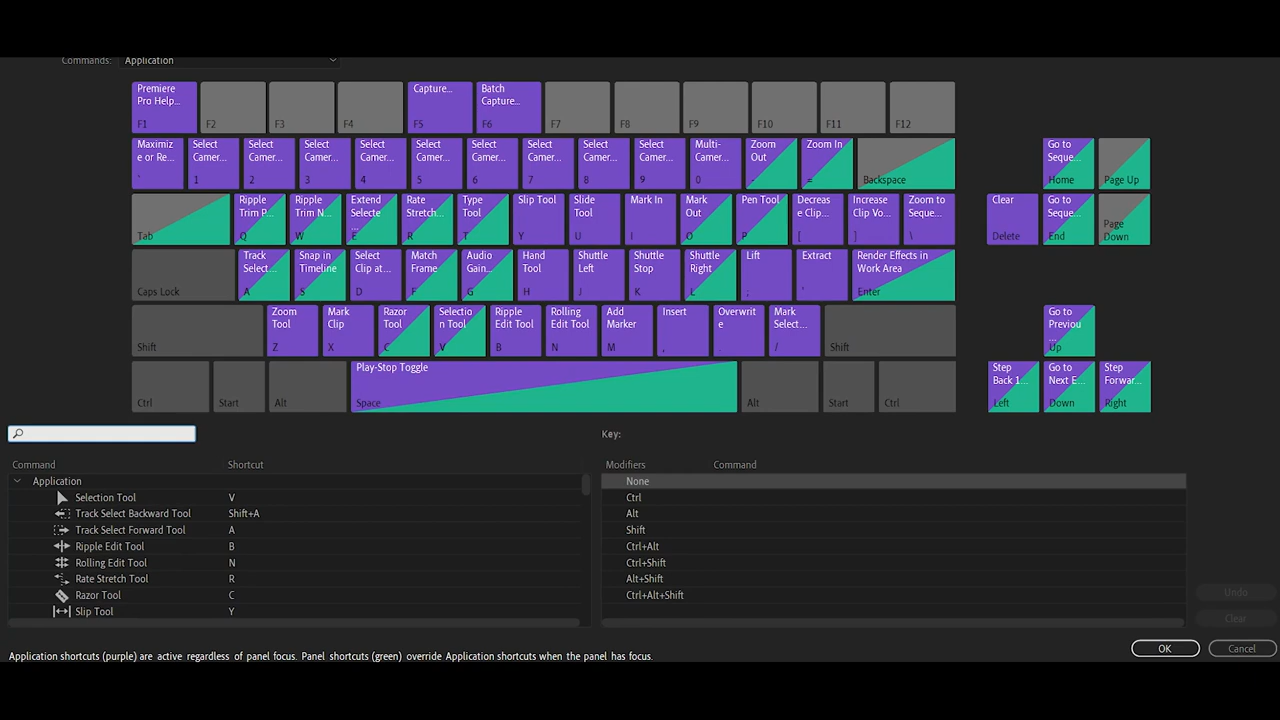 Commands: Application
Premiere Pro Help... F1
F2
F3
F4
Capture... F5
Batch Capture... F6
F7
F8
F9
F10
F11
F12
Maximiz e or Re... `
Select Camer... 1
Select Camer... 2
Select Camer... 3
Select Camer... 4
Select Camer... 5
Select Camer... 6
Select Camer... 7
Select Camer... 8
Select Camer... 9
Multi- Camer... 0
Zoom Out -
Zoom In =
Backspace
Go to Seque... Home
Page Up
Tab
Ripple Trim P... Q
Ripple Trim N... W
Extend Selecte ... E
Rate Stretch... R
Type Tool T
Slip Tool Y
Slide Tool U
Mark In I
Mark Out O
Pen Tool P
Decreas e Clip... [
Increase Clip Vo... ]
Zoom to Seque... \
Clear Delete
Go to Seque... End
Page Down
Caps Lock
Track Select... A
Snap in Timeline S
Select Clip at... D
Match Frame F
Audio Gain... G
Hand Tool H
Shuttle Left J
Shuttle Stop K
Shuttle Right L
Lift ;
Extract '
Render Effects in Work Area Enter
Shift
Zoom Tool Z
Mark Clip X
Razor Tool C
Selectio n Tool V
Ripple Edit Tool B
Rolling Edit Tool N
Add Marker M
Insert ,
Overwrit e .
Mark Select... /
Shift
Go to Previou ... Up
Ctrl
Start
Alt
Play-Stop Toggle Space
Alt
Start
Ctrl
Step Back 1... Left
Go to Next E... Down
Step Forwar... Right
Key:
Command Shortcut
Application
Selection Tool V
Track Select Backward Tool Shift+A
Track Select Forward Tool A
Ripple Edit Tool B
Rolling Edit Tool N
Rate Stretch Tool R
Razor Tool C
Slip Tool Y
Modifiers Command
None
Ctrl
Alt
Shift
Ctrl+Alt
Ctrl+Shift
Alt+Shift
Ctrl+Alt+Shift
Undo
Clear
Application shortcuts (purple) are active regardless of panel focus. Panel shortcuts (green) override Application shortcuts when the panel has focus.
OK
Cancel